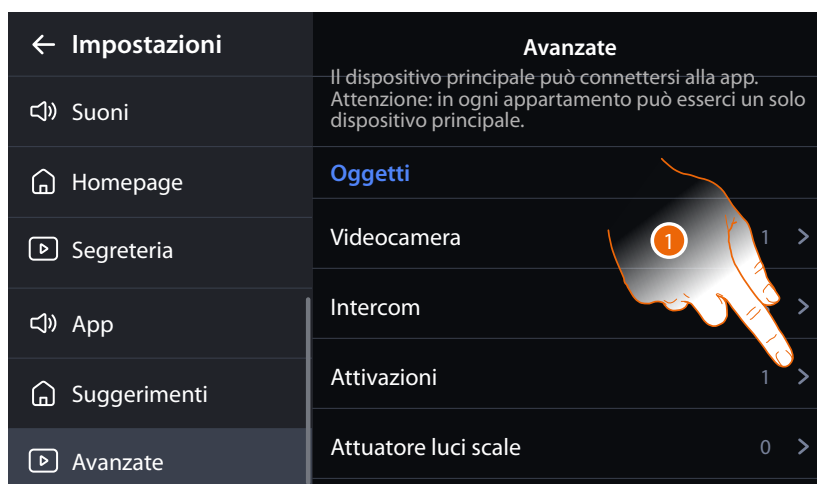 Impostazioni
Suoni
Homepage
Segreteria
App
Suggerimenti
Avanzate
Avanzate
Il dispositivo principale può connettersi alla app.
Attenzione: in ogni appartamento può esserci un solo
dispositivo principale.
Oggetti
Videocamera 1
1
Intercom
Attivazioni 1
Attuatore luci scale 0